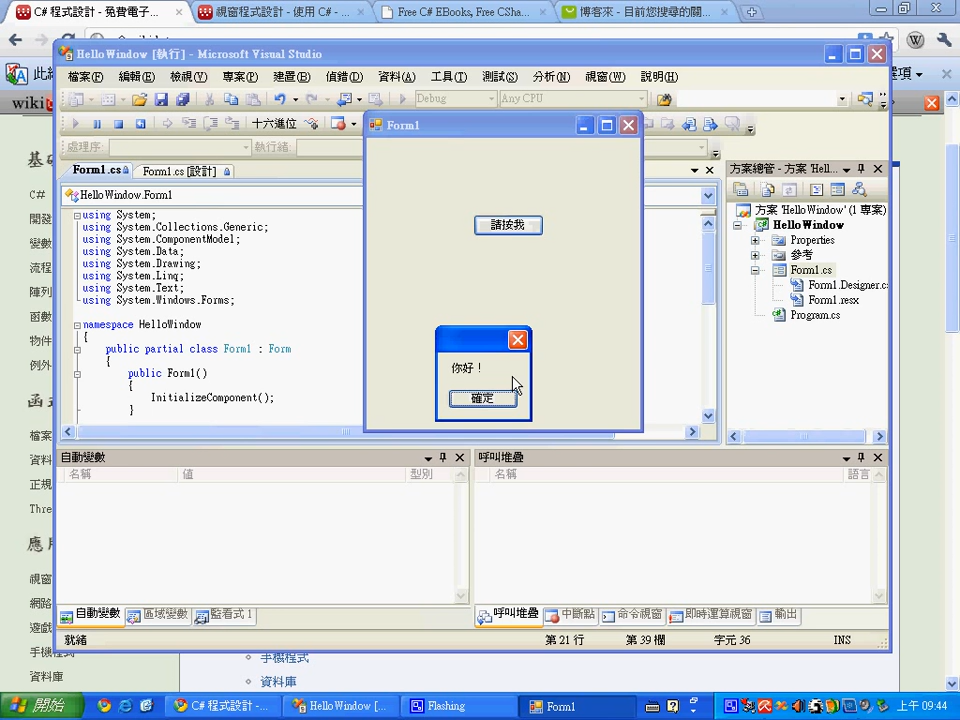 C# 程式設計 - 免費電子...
視窗程式設計 - 使用 C# - ...
Free C# EBooks, Free CSha...
博客來 - 目前您搜尋的關...
HelloWindow [執行] - Microsoft Visual Studio
檔案(F) 編輯(E) 檢視(V) 專案(P) 建置(B) 偵錯(D) 資料(A) 工具(T) 測試(S) 分析(N) 視窗(W) 說明(H)
Debug Any CPU
十六進位
處理序: 執行緒:
Form1
請按我
你好！
確定
Form1.cs Form1.cs [設計]
HelloWindow.Form1
using System;
using System.Collections.Generic;
using System.ComponentModel;
using System.Data;
using System.Drawing;
using System.Linq;
using System.Text;
using System.Windows.Forms;
namespace HelloWindow
{
public partial class Form1 : Form
{
public Form1()
{
InitializeComponent();
}
方案總管 - 方案 'Hell...
方案 'HelloWindow' (1 專案)
HelloWindow
Properties
參考
Form1.cs
Form1.Designer.cs
Form1.resx
Program.cs
自動變數
名稱 值 型別
呼叫堆疊
名稱 語言
自動變數 區域變數 監看式 1
呼叫堆疊 中斷點 命令視窗 即時運算視窗 輸出
就緒 第 21 行 第 39 欄 字元 36 INS
wiki
C#
開發
變數
流程
陣列
函數
物件
例外
檔案
資料
正規
Thre
視窗
網路
遊戲
手機程式
資料庫
手機程式
資料庫
開始
C# 程式設計 -...
HelloWindow [...
Flashing
Form1
上午 09:44